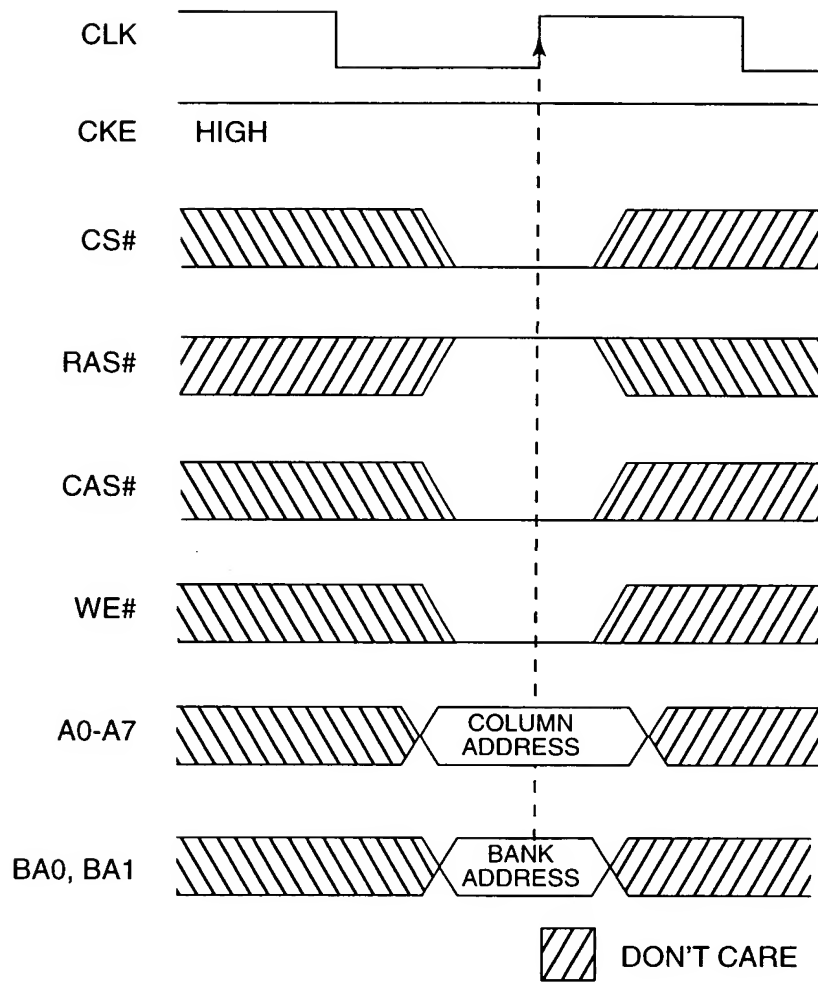 CLK
CKE HIGH
CS#
RAS#
CAS#
WE#
A0-A7 COLUMN
ADDRESS
BA0, BA1 BANK
ADDRESS
DON'T CARE